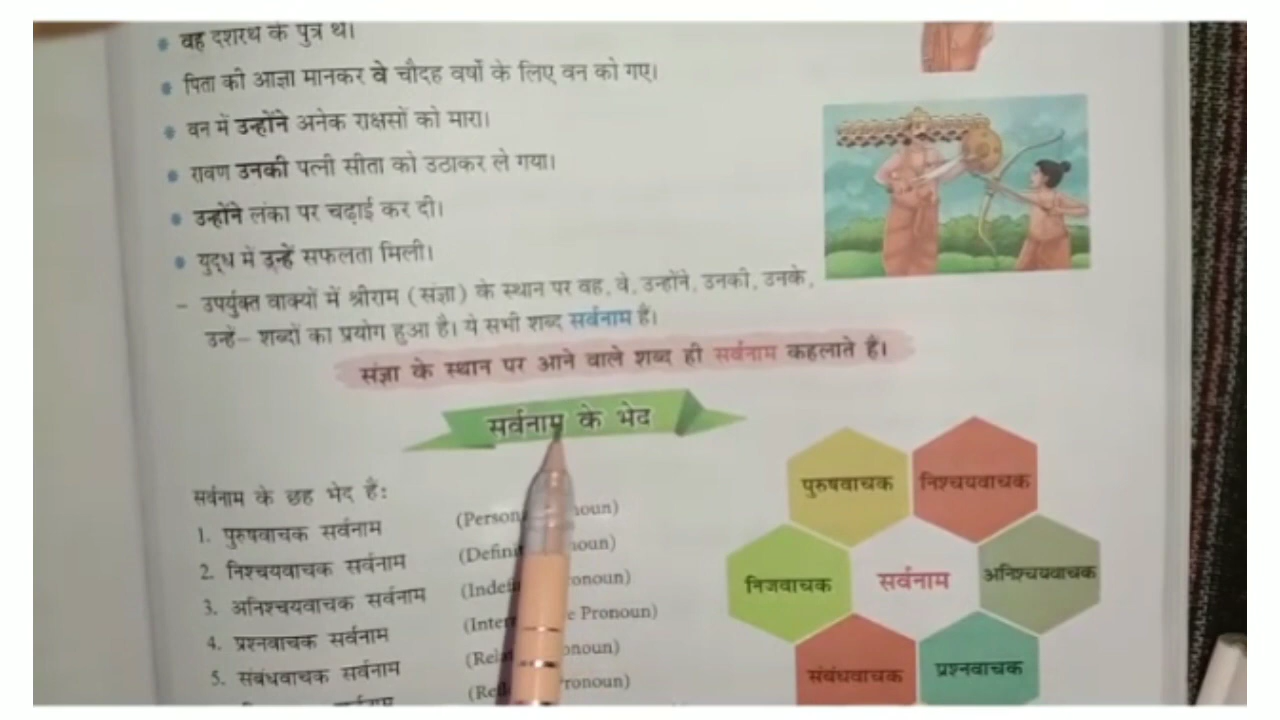 वह दशरथ के पुत्र थे।
पिता की आज्ञा मानकर वे चौदह वर्षों के लिए वन को गए।
वन में उन्होंने अनेक राक्षसों को मारा।
रावण उनकी पत्नी सीता को उठाकर ले गया।
उन्होंने लंका पर चढ़ाई कर दी।
युद्ध में उन्हें सफलता मिली।
– उपर्युक्त वाक्यों में श्रीराम (संज्ञा) के स्थान पर वह, वे, उन्होंने, उनकी, उनके,
उन्हें– शब्दों का प्रयोग हुआ है। ये सभी शब्द सर्वनाम हैं।
संज्ञा के स्थान पर आने वाले शब्द ही सर्वनाम कहलाते हैं।
सर्वनाम के भेद
सर्वनाम के छह भेद हैं:
1. पुरुषवाचक सर्वनाम
2. निश्चयवाचक सर्वनाम
3. अनिश्चयवाचक सर्वनाम
4. प्रश्नवाचक सर्वनाम (Pronoun)
5. संबंधवाचक सर्वनाम
पुरुषवाचक
निश्चयवाचक
निजवाचक
सर्वनाम
अनिश्चयवाचक
संबंधवाचक
प्रश्नवाचक